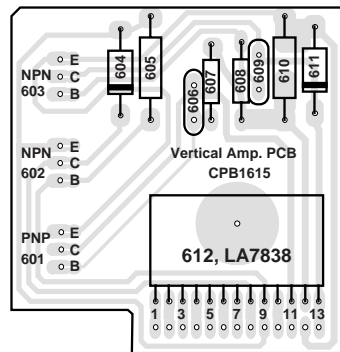 NPN
603
E
C
B
604
605
606
607
608
609
610
611
NPN
602
E
C
B
Vertical Amp. PCB
CPB1615
PNP
601
E
C
B
612, LA7838
1 3 5 7 9 11 13